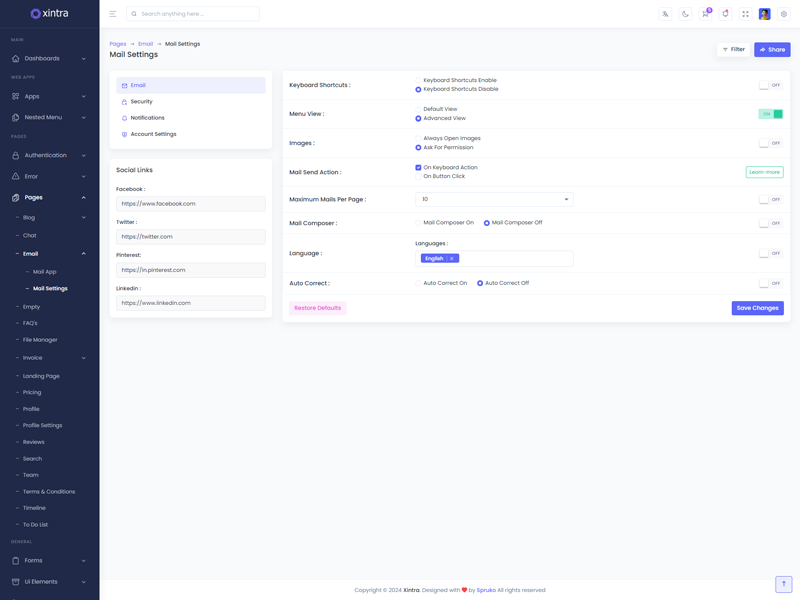 xintra
Search anything here ...
5
MAIN
Dashboards
WEB APPS
Apps
Nested Menu
PAGES
Authentication
Error
Pages
Blog
Chat
Email
Mail App
Mail Settings
Empty
FAQ's
File Manager
Invoice
Landing Page
Pricing
Profile
Profile Settings
Reviews
Search
Team
Terms & Conditions
Timeline
To Do List
GENERAL
Forms
Ui Elements
Pages → Email → Mail Settings
Mail Settings
Filter
Share
Email
Security
Notifications
Account Settings
Social Links
Facebook :
https://www.facebook.com
Twitter :
https://twitter.com
Pinterest:
https://in.pinterest.com
Linkedin :
https://www.linkedin.com
Keyboard Shortcuts :
Keyboard Shortcuts Enable
Keyboard Shortcuts Disable
OFF
Menu View :
Default View
Advanced View
ON
Images :
Always Open Images
Ask For Permission
OFF
Mail Send Action :
On Keyboard Action
On Button Click
Learn-more
Maximum Mails Per Page :
10
OFF
Mail Composer :
Mail Composer On
Mail Composer Off
OFF
Language :
Languages :
English
OFF
Auto Correct :
Auto Correct On
Auto Correct Off
OFF
Restore Defaults
Save Changes
Copyright © 2024 Xintra. Designed with ❤ by Spruko All rights reserved